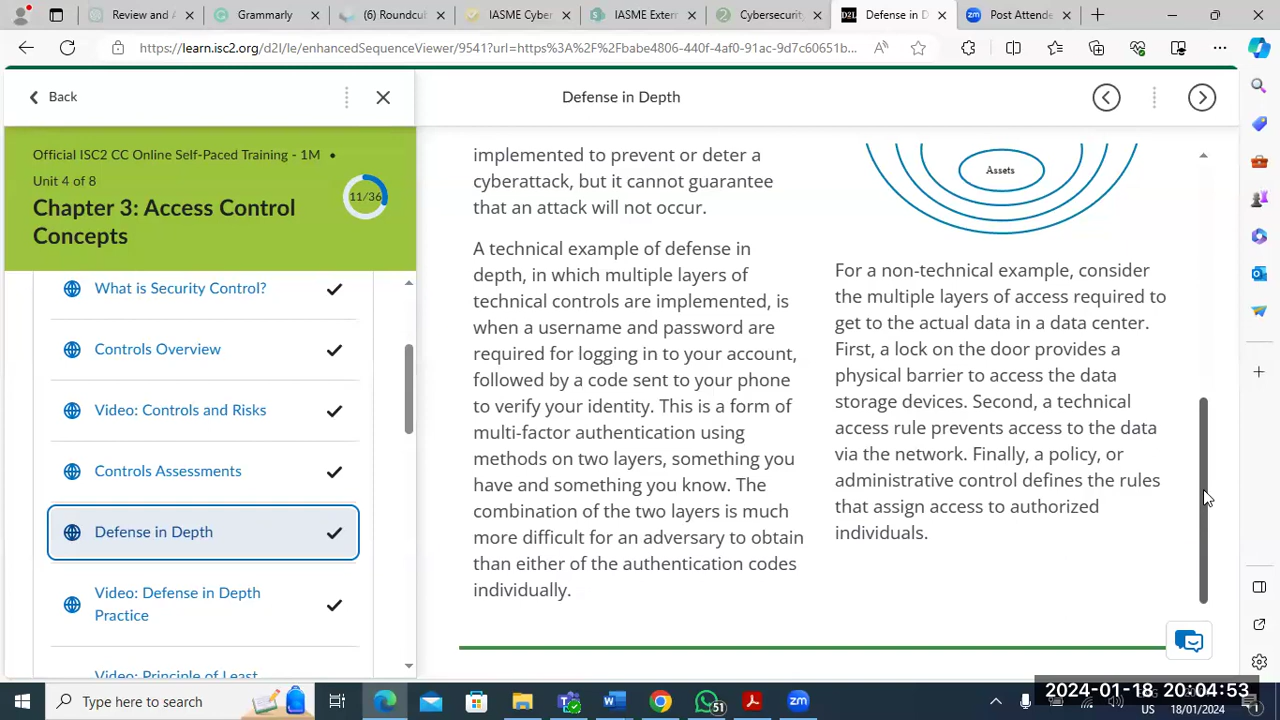 Review and A
Grammarly
(6) Roundcub
IASME Cyber
IASME Exter
Cybersecurity
D2L
Defense in D
Post Attende
https://learn.isc2.org/d2l/le/enhancedSequenceViewer/9541?url=https%3A%2F%2Fbabe4806-440f-4af0-91ac-9d7c60651b...
Back
Defense in Depth
Official ISC2 CC Online Self-Paced Training - 1M •
Unit 4 of 8
Chapter 3: Access Control
Concepts
11/36
What is Security Control?
Controls Overview
Video: Controls and Risks
Controls Assessments
Defense in Depth
Video: Defense in Depth
Practice
Video: Principle of Least
implemented to prevent or deter a
cyberattack, but it cannot guarantee
that an attack will not occur.
A technical example of defense in
depth, in which multiple layers of
technical controls are implemented, is
when a username and password are
required for logging in to your account,
followed by a code sent to your phone
to verify your identity. This is a form of
multi-factor authentication using
methods on two layers, something you
have and something you know. The
combination of the two layers is much
more difficult for an adversary to obtain
than either of the authentication codes
individually.
Assets
For a non-technical example, consider
the multiple layers of access required to
get to the actual data in a data center.
First, a lock on the door provides a
physical barrier to access the data
storage devices. Second, a technical
access rule prevents access to the data
via the network. Finally, a policy, or
administrative control defines the rules
that assign access to authorized
individuals.
Type here to search
51
2024-01-18 20:04:53
US
18/01/2024